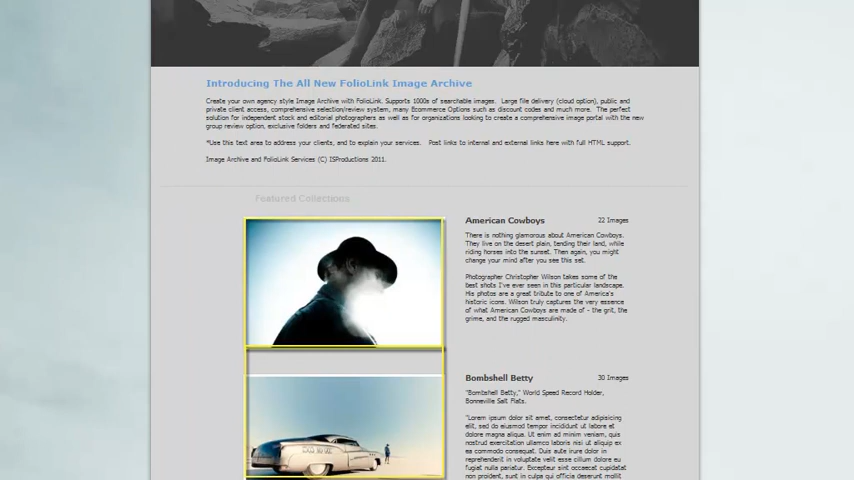 Introducing The All New FolioLink Image Archive
Create your own agency style Image Archive with FolioLink. Supports 1000s of searchable images. Large file delivery (cloud option), public and
private client access, comprehensive selection/review system, many Ecommerce Options such as discount codes and much more. The perfect
solution for independent stock and editorial photographers as well as for organizations looking to create a comprehensive image portal with the new
group review option, exclusive folders and federated sites.
*Use this text area to address your clients, and to explain your services. Post links to internal and external links here with full HTML support.
Image Archive and FolioLink Services (C) ISProductions 2011.
Featured Collections
American Cowboys 22 Images
There is nothing glamorous about American Cowboys.
They live on the desert plain, tending their land, while
riding horses into the sunset. Then again, you might
change your mind after you see this set.
Photographer Christopher Wilson takes some of the
best shots I've ever seen in this particular landscape.
His photos are a great tribute to one of America's
historic icons. Wilson truly captures the very essence
of what American Cowboys are made of - the grit, the
grime, and the rugged masculinity.
Bombshell Betty 30 Images
"Bombshell Betty," World Speed Record Holder,
Bonneville Salt Flats.
"Lorem ipsum dolor sit amet, consectetur adipisicing
elit, sed do eiusmod tempor incididunt ut labore et
dolore magna aliqua. Ut enim ad minim veniam, quis
nostrud exercitation ullamco laboris nisi ut aliquip ex
ea commodo consequat. Duis aute irure dolor in
reprehenderit in voluptate velit esse cillum dolore eu
fugiat nulla pariatur. Excepteur sint occaecat cupidatat
non proident, sunt in culpa qui officia deserunt mollit